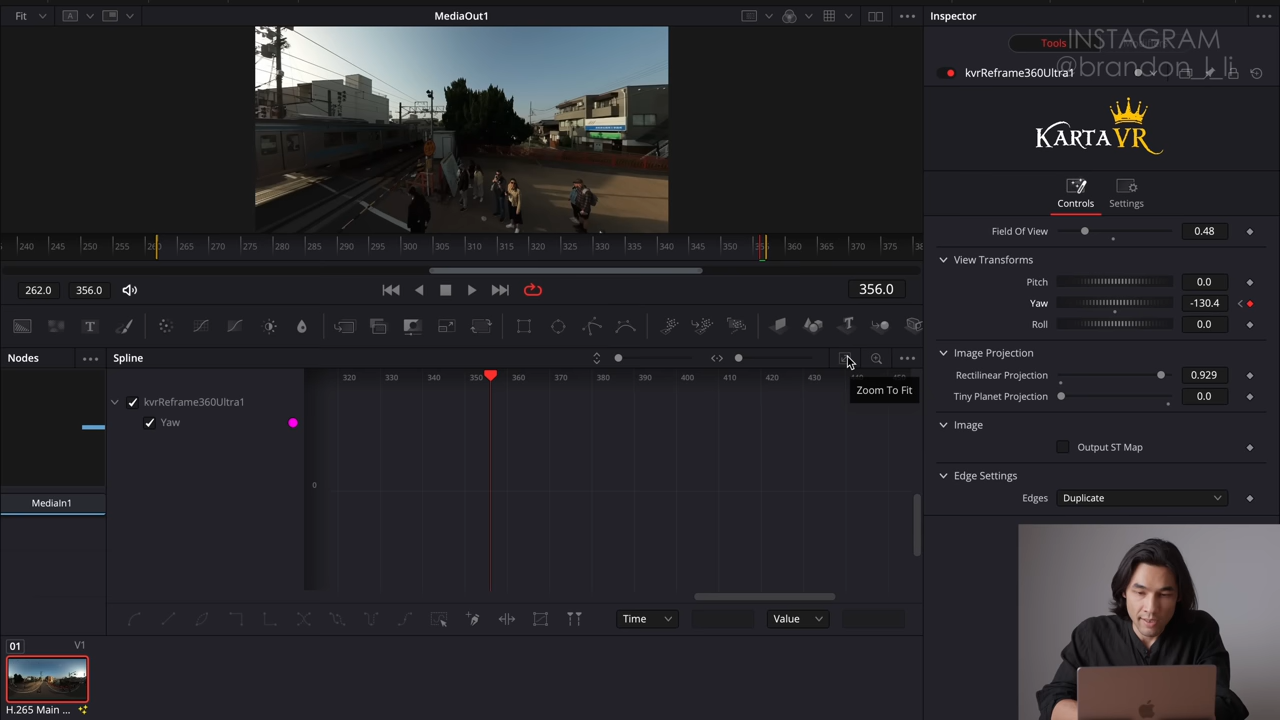 Fit
MediaOut1
Inspector
Tools
INSTAGRAM
@brandon_l_li
kvrReframe360Ultra1
KARTAVR
Controls
Settings
Field Of View 0.48
View Transforms
Pitch 0.0
Yaw -130.4
Roll 0.0
Image Projection
Rectilinear Projection 0.929
Tiny Planet Projection 0.0
Image
Output ST Map
Edge Settings
Edges Duplicate
240 245 250 265 270 275 280 285 290 295 300 305 310 315 320 325 330 335 340 345 350 360 365 370 375
262.0 356.0 356.0
Nodes
Spline
Zoom To Fit
320 330 340 350 360 370 380 390 400 410 420 430
kvrReframe360Ultra1
Yaw
0
MediaIn1
Time
Value
01 V1
H.265 Main ...